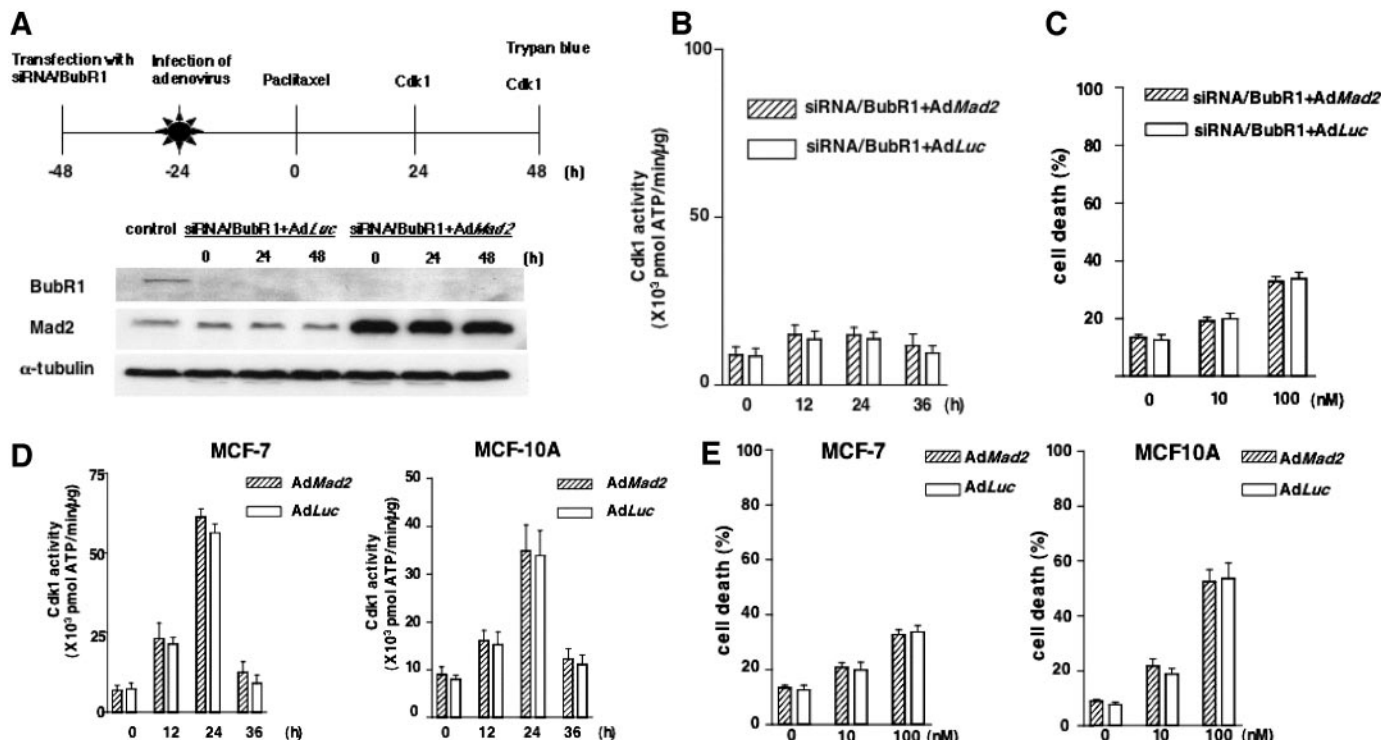 A
Transfection with siRNA/BubR1
Infection of adenovirus
Paclitaxel
Cdk1
Trypan blue
Cdk1
-48
-24
0
24
48
(h)
control siRNA/BubR1+AdLuc siRNA/BubR1+AdMad2
0 24 48 0 24 48 (h)
BubR1
Mad2
α-tubulin
B
100
50
0
Cdk1 activity
(X10³ pmol ATP/min/µg)
siRNA/BubR1+AdMad2
siRNA/BubR1+AdLuc
0 12 24 36 (h)
C
100
80
60
40
20
cell death (%)
siRNA/BubR1+AdMad2
siRNA/BubR1+AdLuc
0 10 100 (nM)
D
MCF-7
75
50
25
0
Cdk1 activity
(X10³ pmol ATP/min/µg)
AdMad2
AdLuc
0 12 24 36 (h)
MCF-10A
50
40
30
20
10
0
Cdk1 activity
(X10³ pmol ATP/min/µg)
AdMad2
AdLuc
0 12 24 36 (h)
E
MCF-7
100
80
60
40
20
0
cell death (%)
AdMad2
AdLuc
0 10 100 (nM)
MCF10A
100
80
60
40
20
0
cell death (%)
AdMad2
AdLuc
0 10 100 (nM)